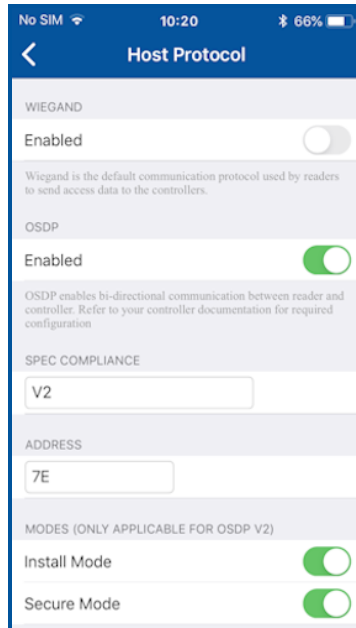 No SIM 10:20 66%
Host Protocol
WIEGAND
Enabled
Wiegand is the default communication protocol used by readers
to send access data to the controllers.
OSDP
Enabled
OSDP enables bi-directional communication between reader and
controller. Refer to your controller documentation for required
configuration
SPEC COMPLIANCE
V2
ADDRESS
7E
MODES (ONLY APPLICABLE FOR OSDP V2)
Install Mode
Secure Mode